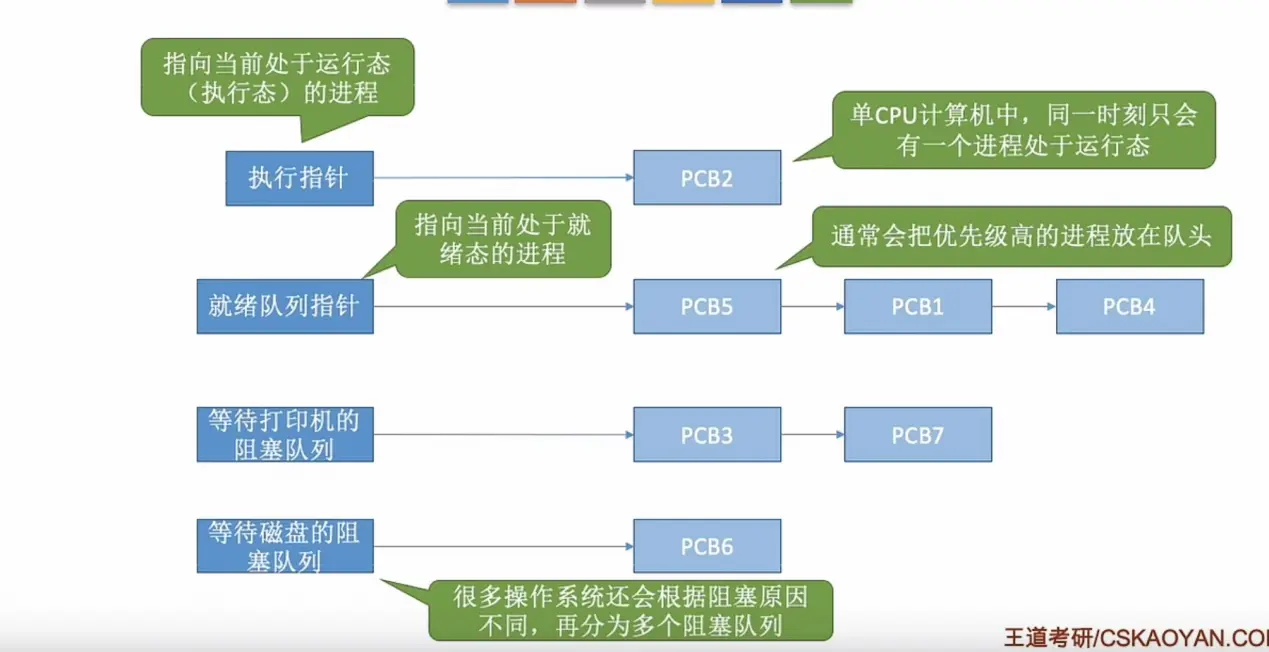 指向当前处于运行态
（执行态）的进程
单CPU计算机中，同一时刻只会
有一个进程处于运行态
执行指针
PCB2
指向当前处于就
绪态的进程
通常会把优先级高的进程放在队头
就绪队列指针
PCB5
PCB1
PCB4
等待打印机的
阻塞队列
PCB3
PCB7
等待磁盘的阻
塞队列
PCB6
很多操作系统还会根据阻塞原因
不同，再分为多个阻塞队列
王道考研/CSKAOYAN.COM